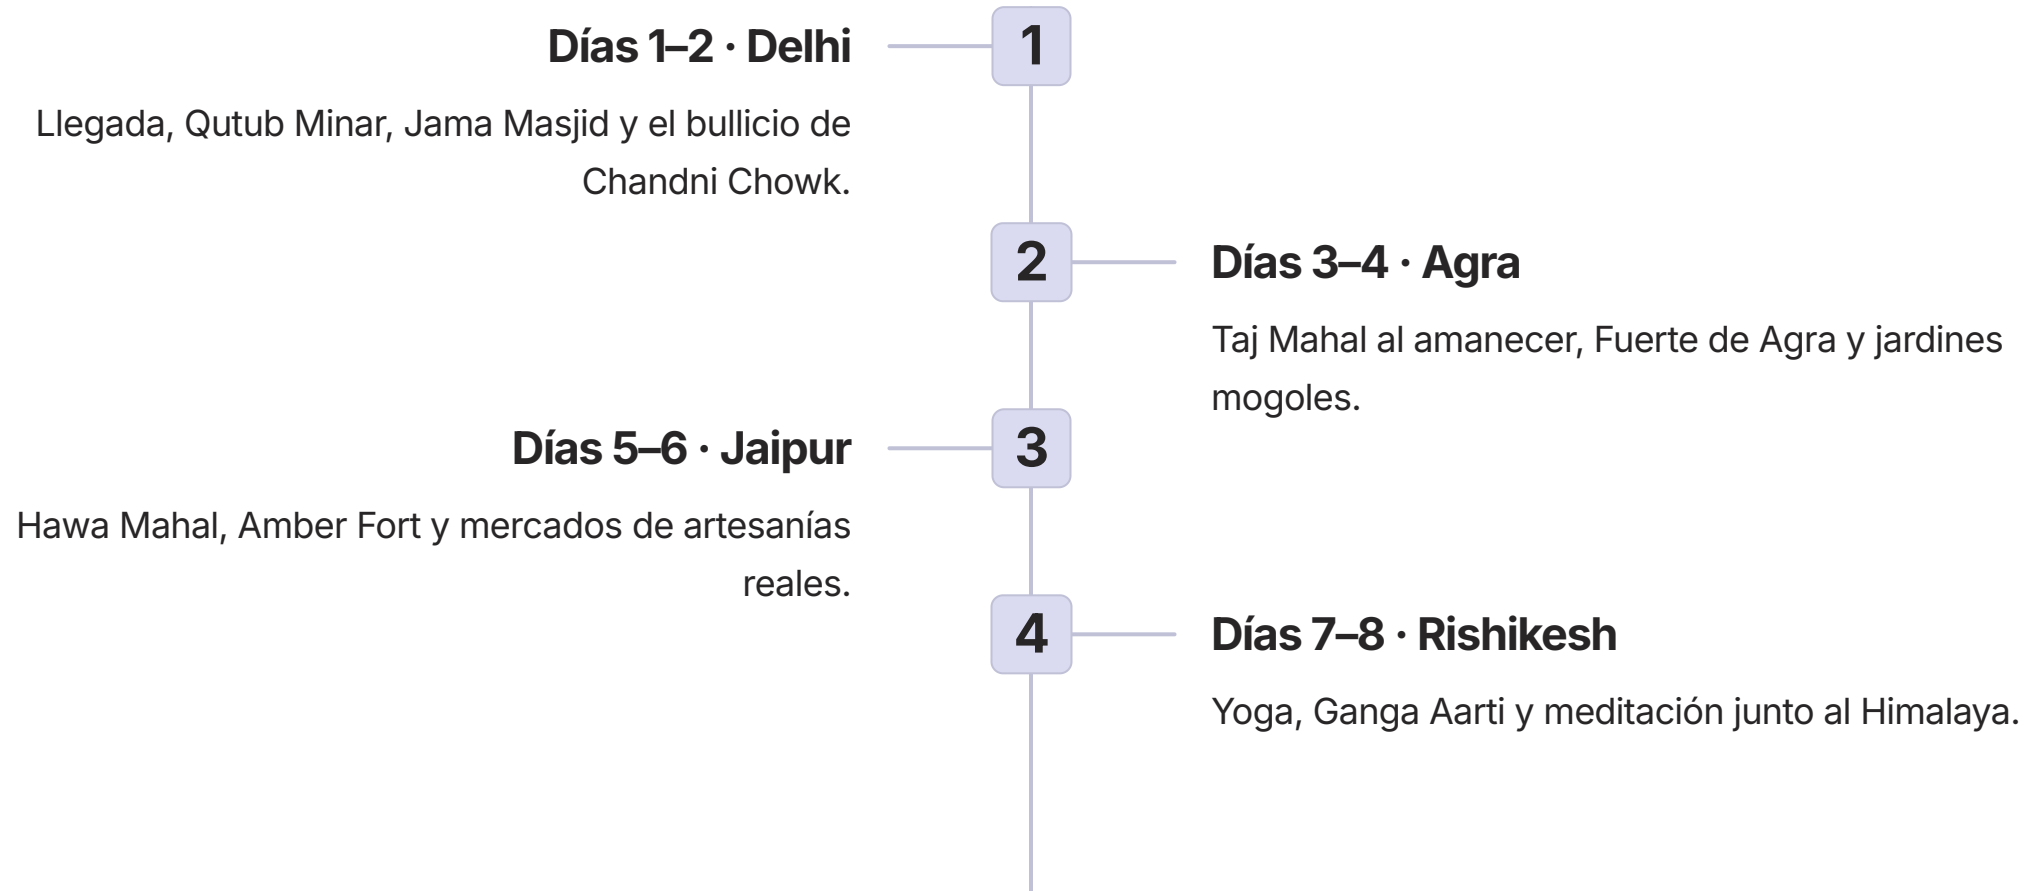 1
Días 1–2 · Delhi
Llegada, Qutub Minar, Jama Masjid y el bullicio de
Chandni Chowk.
2
Días 3–4 · Agra
Taj Mahal al amanecer, Fuerte de Agra y jardines
mogoles.
3
Días 5–6 · Jaipur
Hawa Mahal, Amber Fort y mercados de artesanías
reales.
4
Días 7–8 · Rishikesh
Yoga, Ganga Aarti y meditación junto al Himalaya.